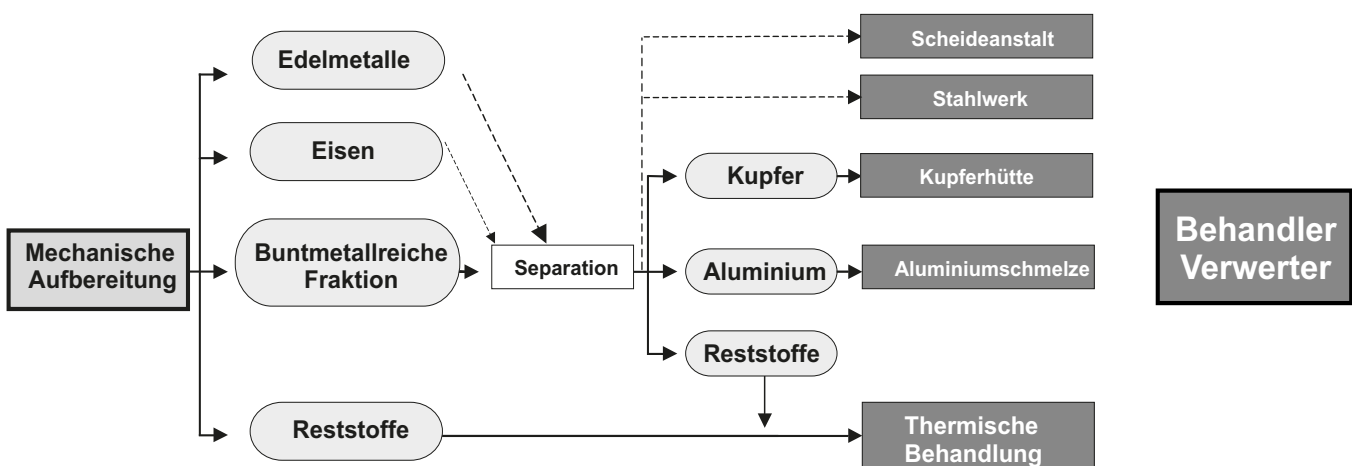 Edelmetalle
Scheideanstalt
Stahlwerk
Eisen
Kupfer
Kupferhütte
Mechanische
Aufbereitung
Buntmetallreiche
Fraktion
Separation
Aluminium
Aluminiumschmelze
Behandler
Verwerter
Reststoffe
Reststoffe
Thermische
Behandlung